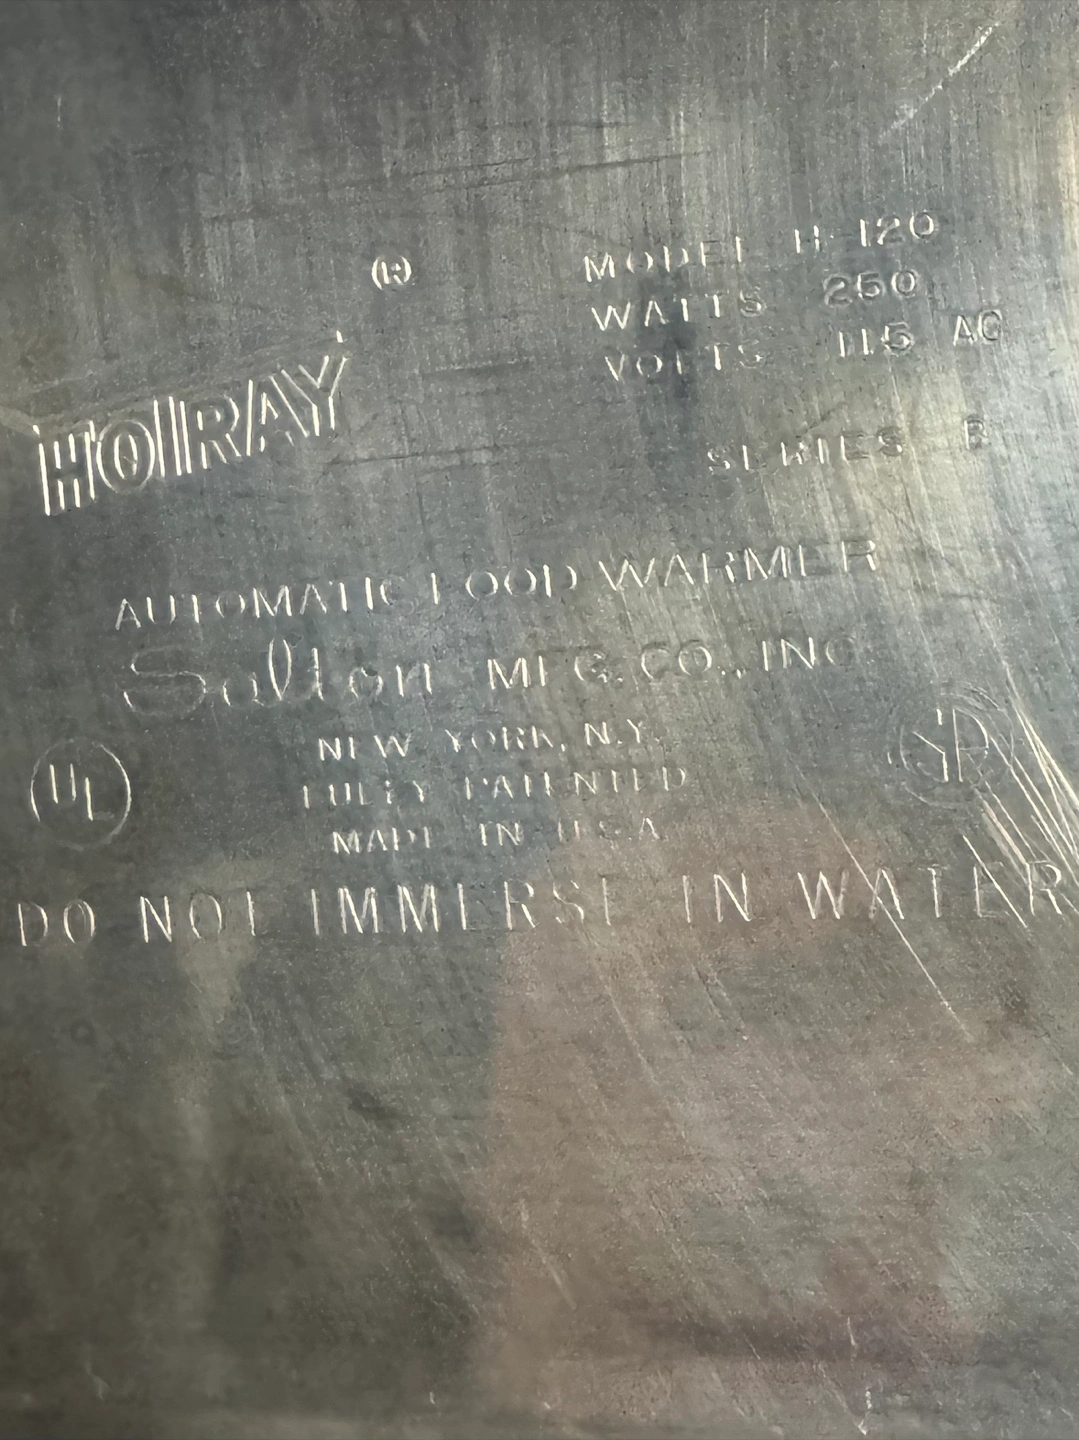 ®
MODEL H-120
WATTS 250
VOLTS 115 AC
HOTRAY
SERIES B
AUTOMATIC FOOD WARMER
Salton MFG. CO., INC.
NEW YORK, N.Y.
UL
FULLY PATENTED
MADE IN U.S.A.
DO NOT IMMERSE IN WATER